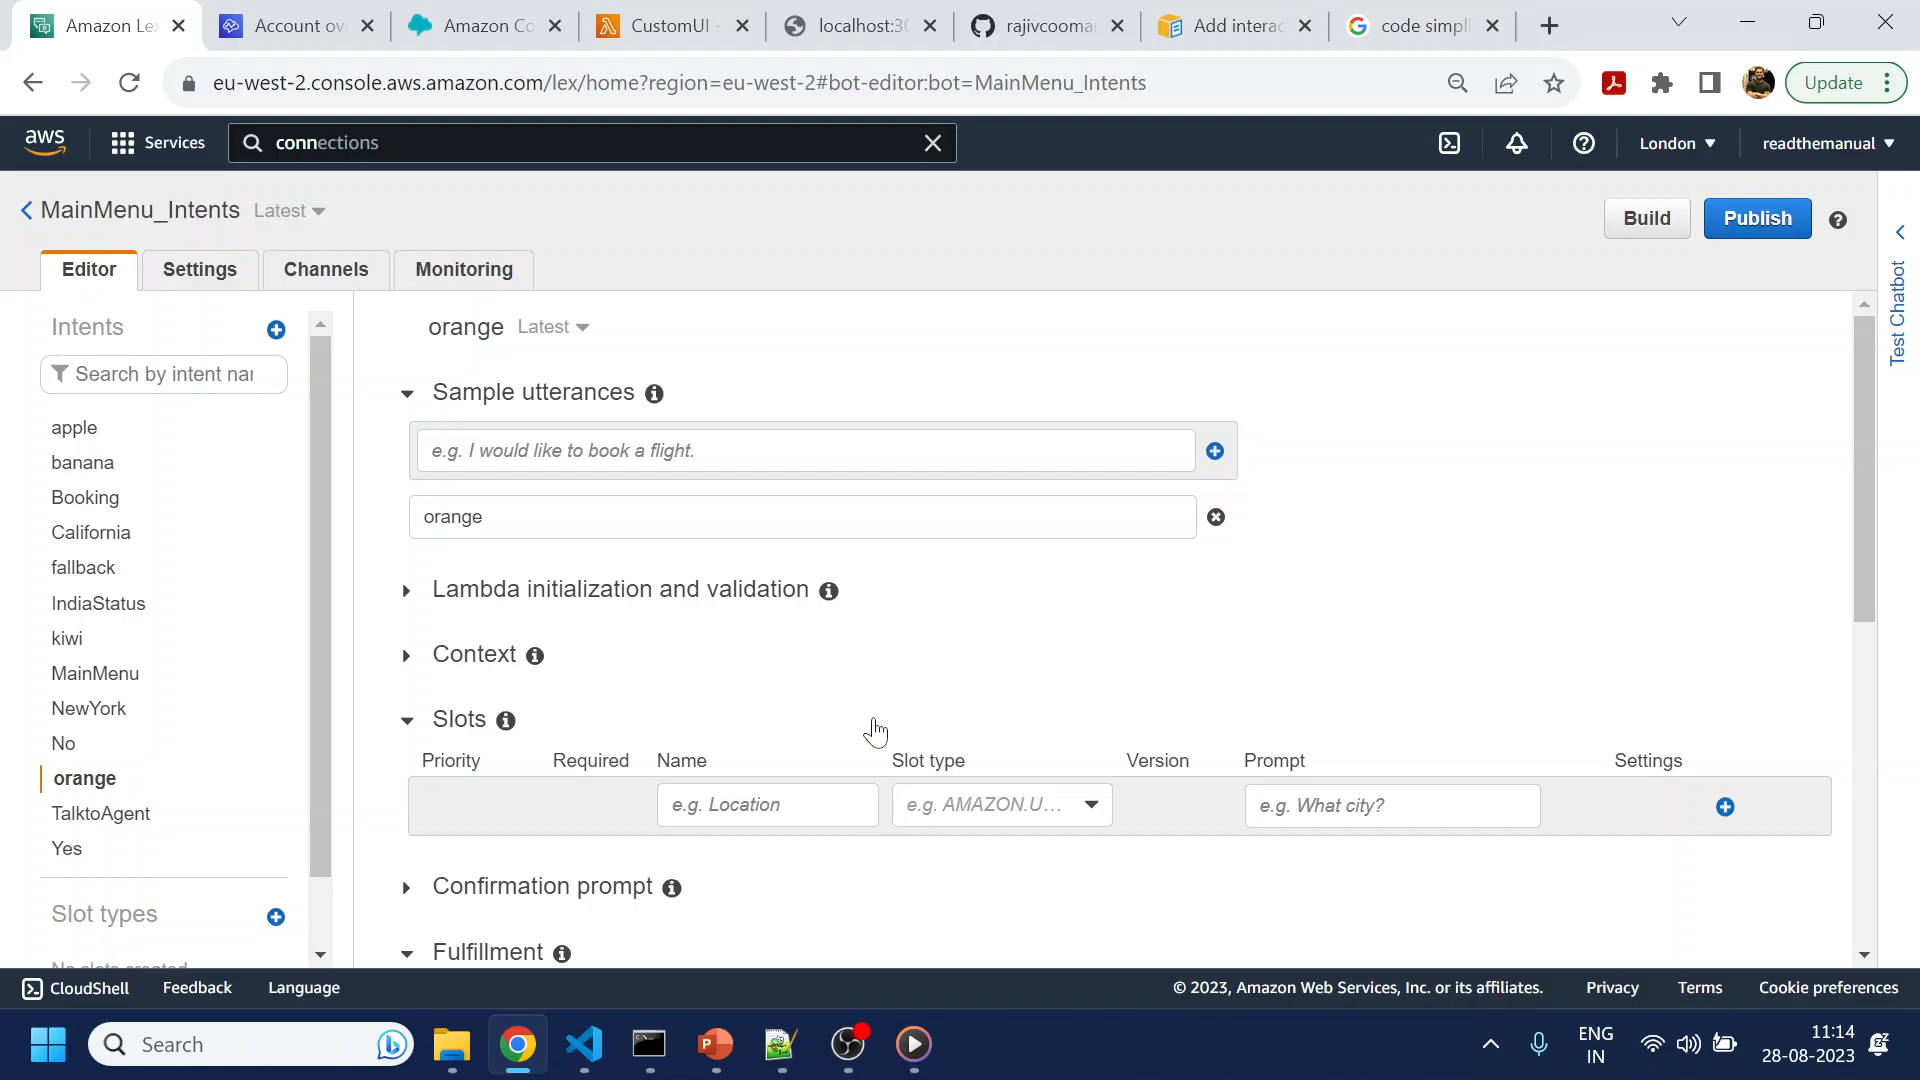 Amazon Le
Account ov
Amazon Co
CustomUI -
localhost:30
rajivcoomar
Add interac
code simpli
eu-west-2.console.aws.amazon.com/lex/home?region=eu-west-2#bot-editor:bot=MainMenu_Intents
Update
aws
Services
connections
London
readthemanual
MainMenu_Intents Latest
Build
Publish
Editor
Settings
Channels
Monitoring
Test Chatbot
Intents
Search by intent nar
apple
banana
Booking
California
fallback
IndiaStatus
kiwi
MainMenu
NewYork
No
orange
TalktoAgent
Yes
Slot types
No slots created
orange Latest
Sample utterances
e.g. I would like to book a flight.
orange
Lambda initialization and validation
Context
Slots
Priority Required Name Slot type Version Prompt Settings
e.g. Location e.g. AMAZON.U... e.g. What city?
Confirmation prompt
Fulfillment
CloudShell Feedback Language
© 2023, Amazon Web Services, Inc. or its affiliates. Privacy Terms Cookie preferences
Search
ENG
IN
11:14
28-08-2023